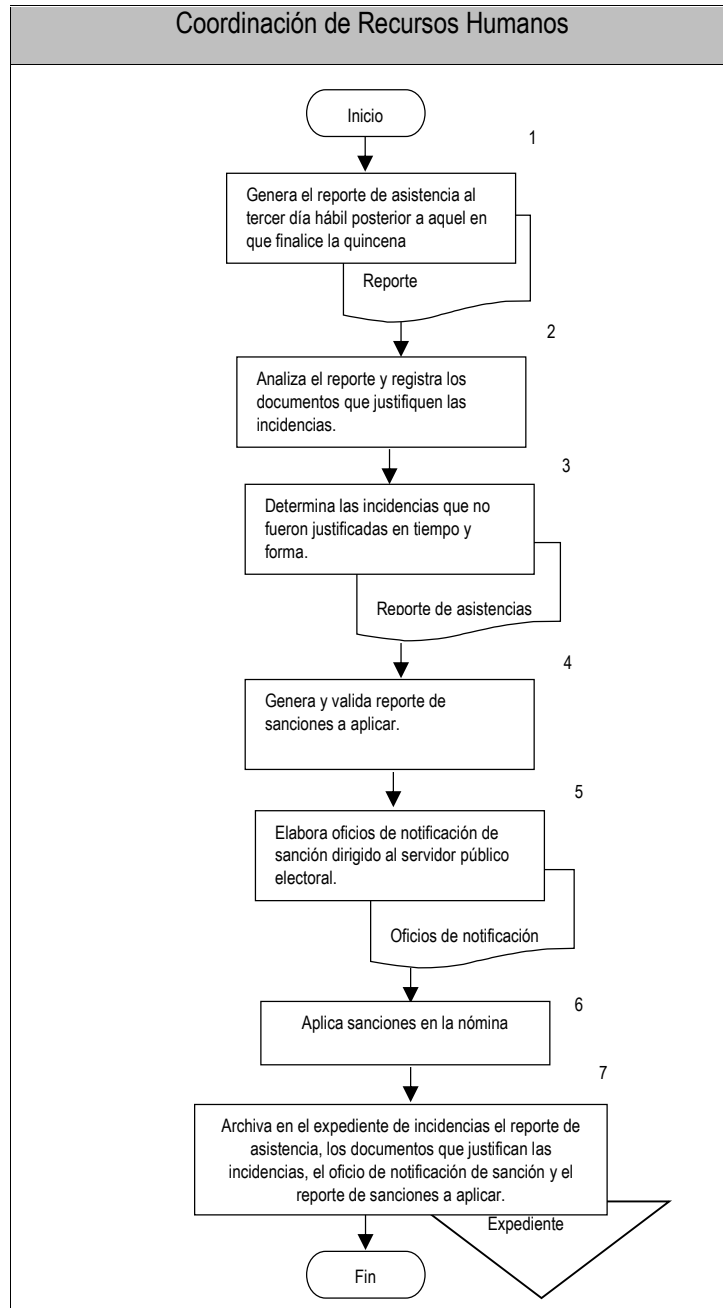 Coordinación de Recursos Humanos
Inicio
1
Genera el reporte de asistencia al
tercer día hábil posterior a aquel en
que finalice la quincena
Reporte
2
Analiza el reporte y registra los
documentos que justifiquen las
incidencias.
3
Determina las incidencias que no
fueron justificadas en tiempo y
forma.
Reporte de asistencias
4
Genera y valida reporte de
sanciones a aplicar.
5
Elabora oficios de notificación de
sanción dirigido al servidor público
electoral.
Oficios de notificación
6
Aplica sanciones en la nómina
7
Archiva en el expediente de incidencias el reporte de
asistencia, los documentos que justifican las
incidencias, el oficio de notificación de sanción y el
reporte de sanciones a aplicar.
Expediente
Fin